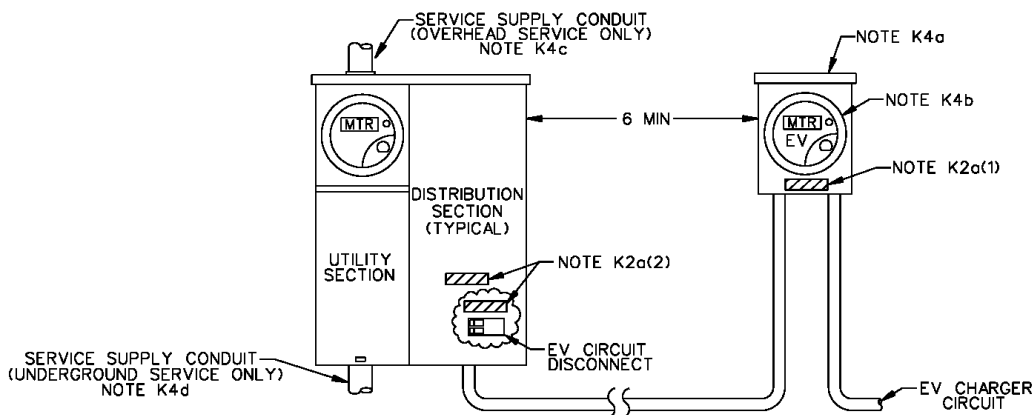 SERVICE SUPPLY CONDUIT
(OVERHEAD SERVICE ONLY)
NOTE K4c
NOTE K4a
MTR
6 MIN
MTR
EV
NOTE K4b
NOTE K2a(1)
DISTRIBUTION
SECTION
(TYPICAL)
UTILITY
SECTION
NOTE K2a(2)
EV CIRCUIT
DISCONNECT
SERVICE SUPPLY CONDUIT
(UNDERGROUND SERVICE ONLY)
NOTE K4d
EV CHARGER
CIRCUIT